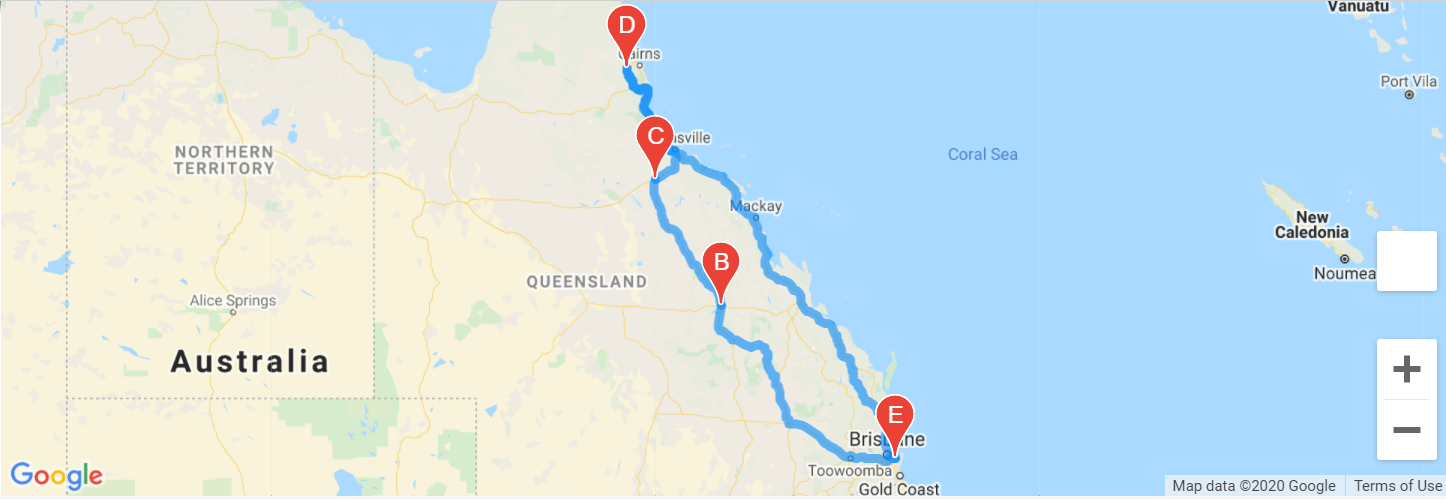 Vanuatu
D
Cairns
Port Vila
C
nsville
NORTHERN
TERRITORY
Coral Sea
Mackay
New
Caledonia
B
Noumea
QUEENSLAND
Alice Springs
Australia
E
Brisbane
Toowoomba
Gold Coast
Google
Map data ©2020 Google
Terms of Use